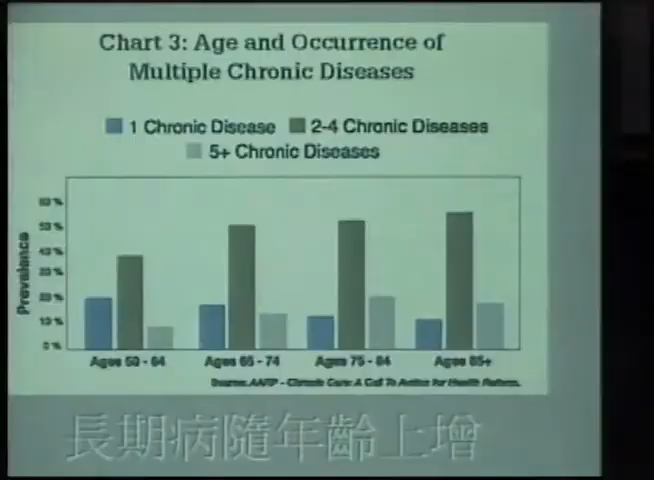 Chart 3: Age and Occurrence of
Multiple Chronic Diseases
1 Chronic Disease 2-4 Chronic Diseases
5+ Chronic Diseases
Prevalence
60%
50%
40%
30%
20%
10%
0%
Ages 50 - 64 Ages 65 - 74 Ages 75 - 84 Ages 85+
Source: AARP - Chronic Care: A Call To Action for Health Reform.
長期病隨年齡上增